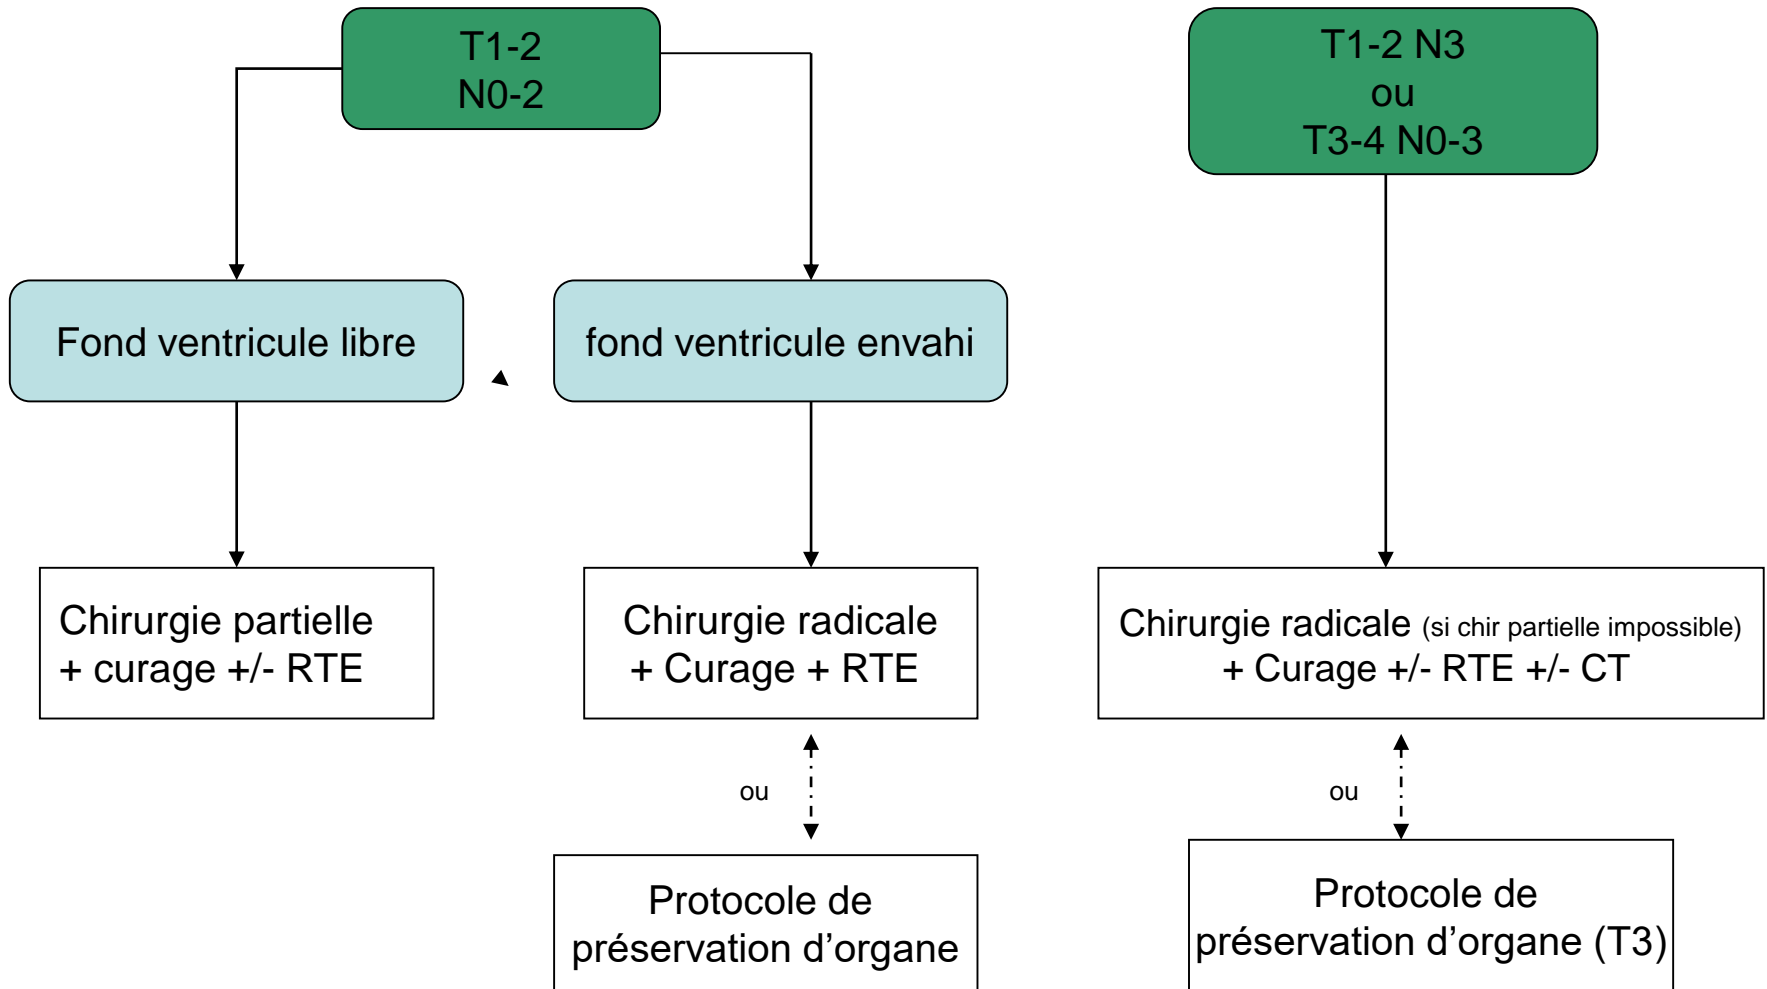 T1-2
N0-2
T1-2 N3
ou
T3-4 N0-3
Fond ventricule libre
fond ventricule envahi
Chirurgie partielle
+ curage +/- RTE
Chirurgie radicale
+ Curage + RTE
Chirurgie radicale (si chir partielle impossible)
+ Curage +/- RTE +/- CT
ou
ou
Protocole de
préservation d’organe
Protocole de
préservation d’organe (T3)